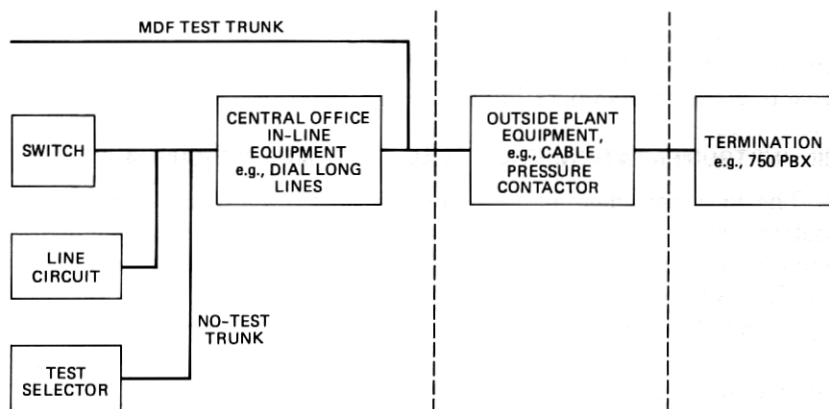 MDF TEST TRUNK
SWITCH
CENTRAL OFFICE
IN-LINE
EQUIPMENT
e.g., DIAL LONG
LINES
OUTSIDE PLANT
EQUIPMENT,
e.g., CABLE
PRESSURE
CONTACTOR
TERMINATION
e.g., 750 PBX
LINE
CIRCUIT
NO-TEST
TRUNK
TEST
SELECTOR